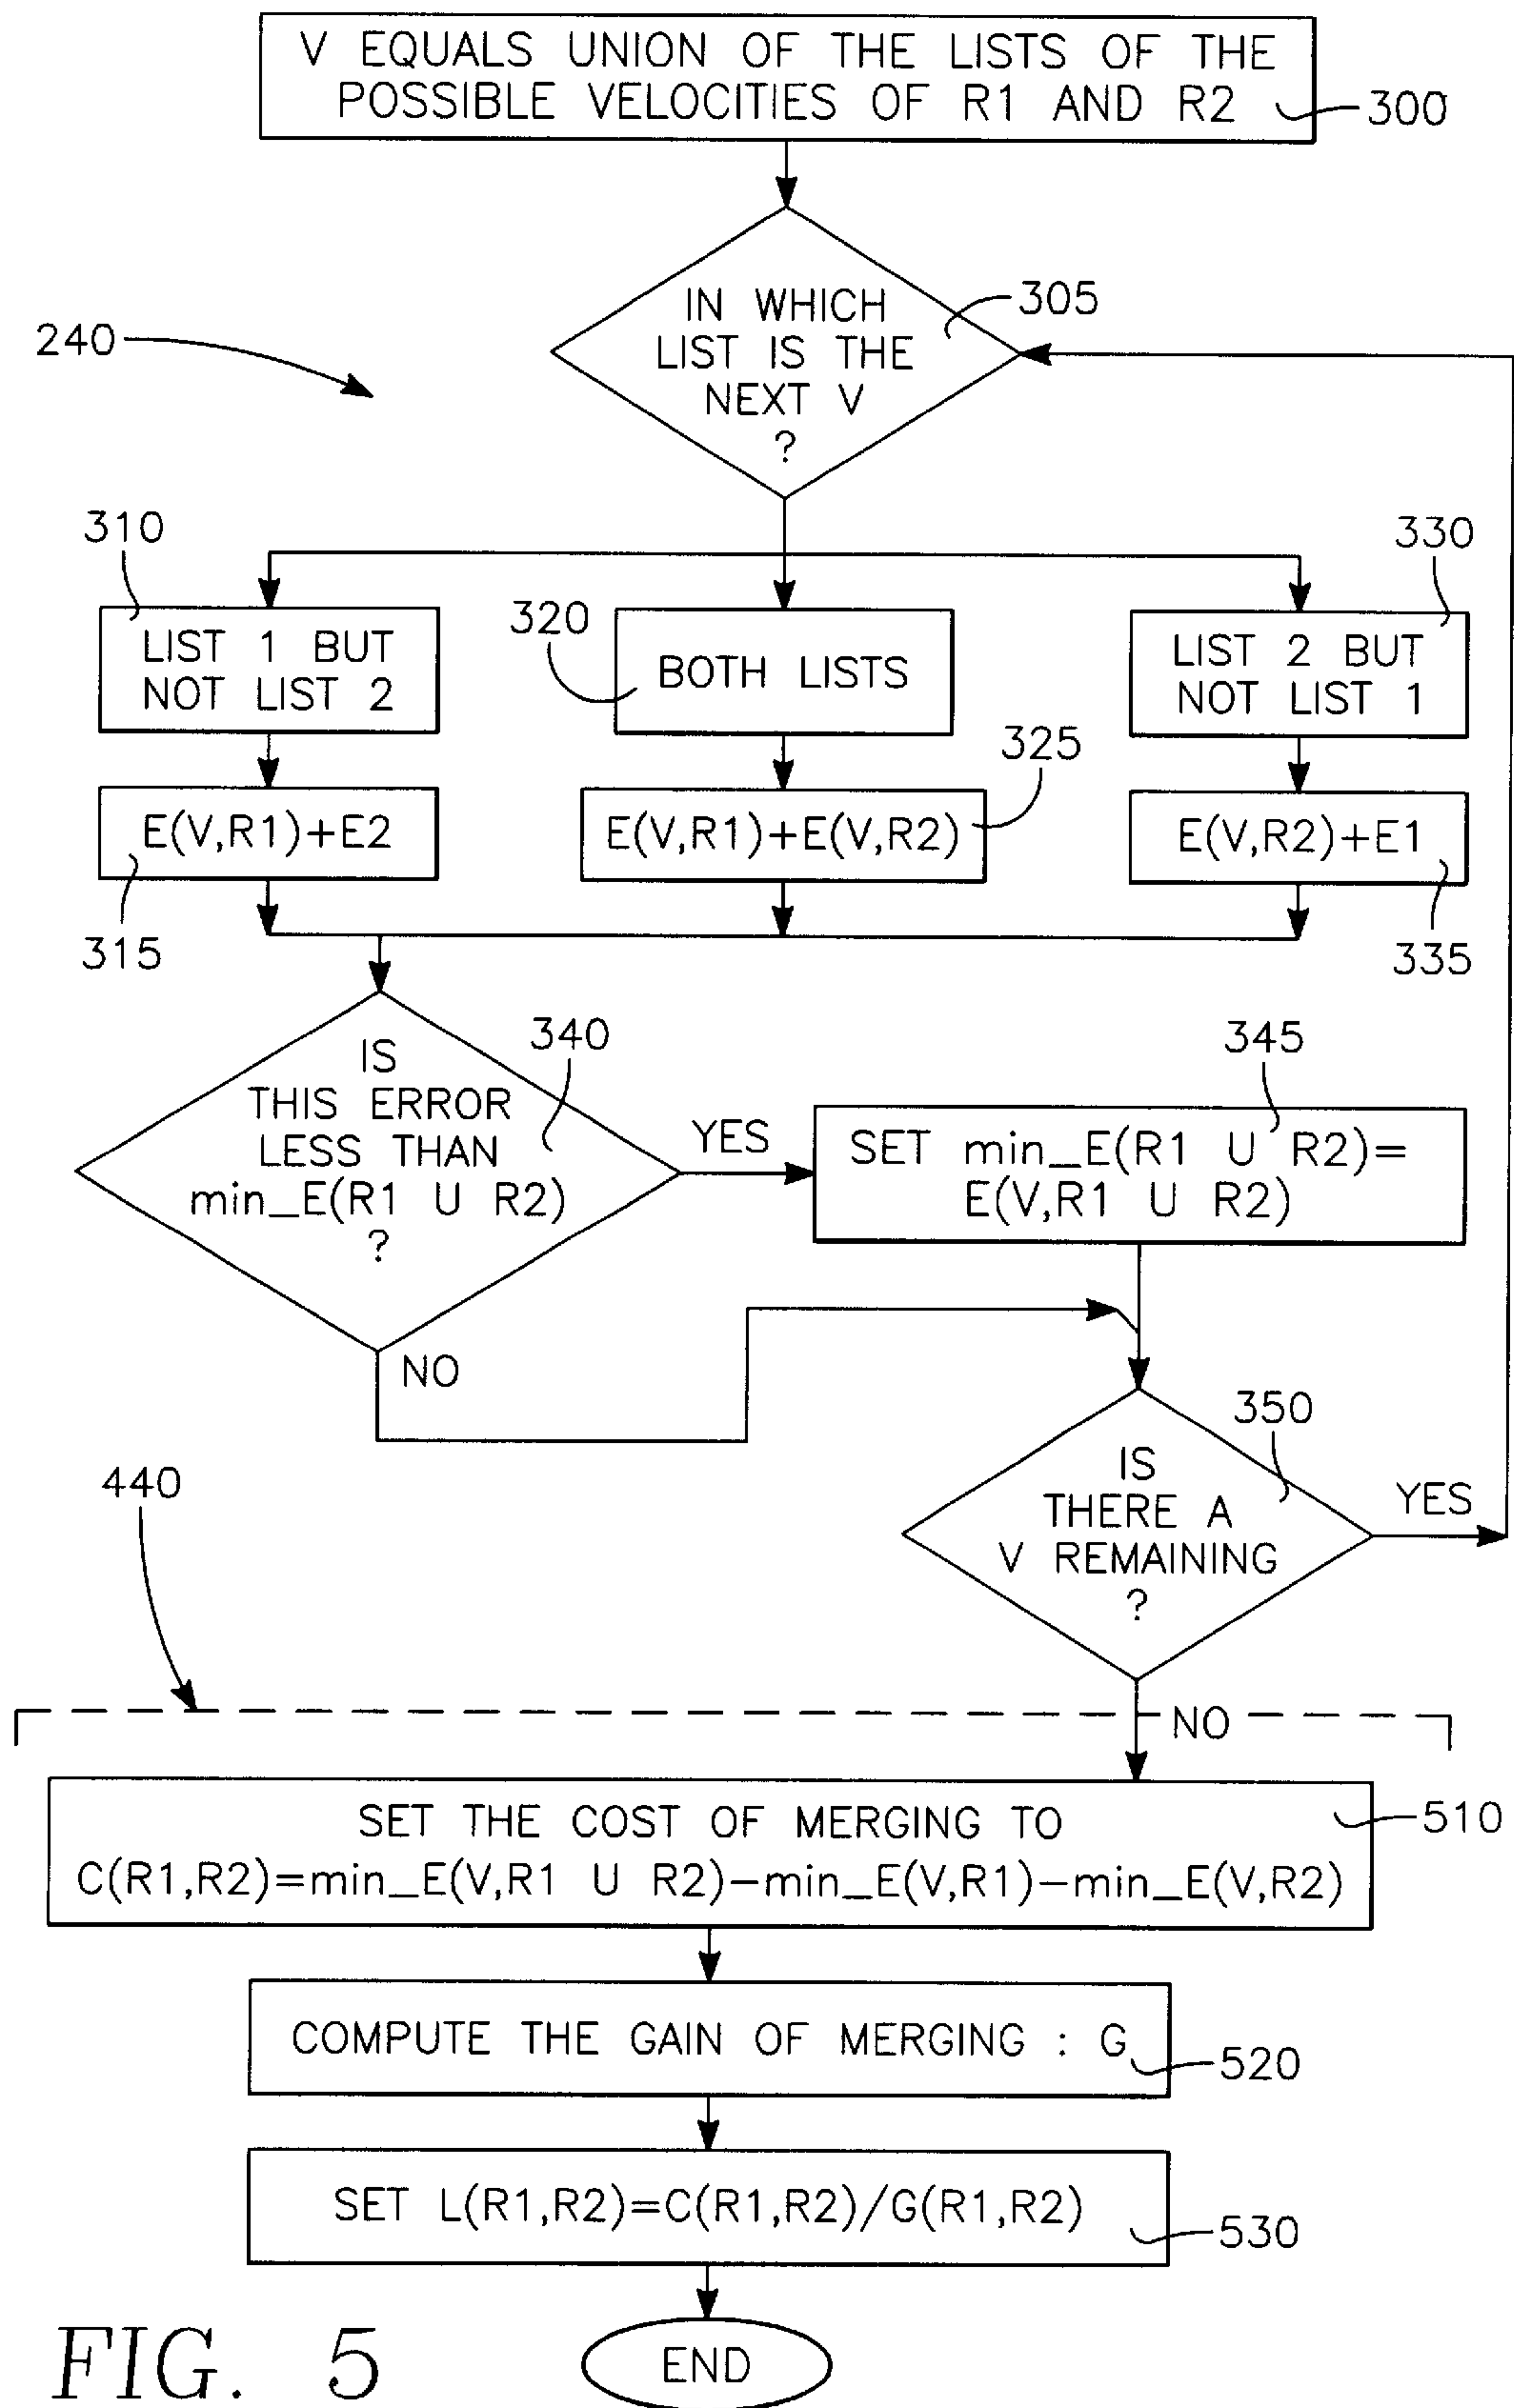 V EQUALS UNION OF THE LISTS OF THE
POSSIBLE VELOCITIES OF R1 AND R2
300
IN WHICH
LIST IS THE
NEXT V
?
305
240
310
LIST 1 BUT
NOT LIST 2
320
BOTH LISTS
330
LIST 2 BUT
NOT LIST 1
E(V,R1)+E2
315
E(V,R1)+E(V,R2)
325
E(V,R2)+E1
335
IS
THIS ERROR
LESS THAN
min_E(R1 U R2)
?
340
YES
345
SET min_E(R1 U R2)=
E(V,R1 U R2)
NO
350
IS
THERE A
V REMAINING
?
YES
440
NO
SET THE COST OF MERGING TO
C(R1,R2)=min_E(V,R1 U R2)-min_E(V,R1)-min_E(V,R2)
510
COMPUTE THE GAIN OF MERGING : G
520
SET L(R1,R2)=C(R1,R2)/G(R1,R2)
530
END
FIG. 5